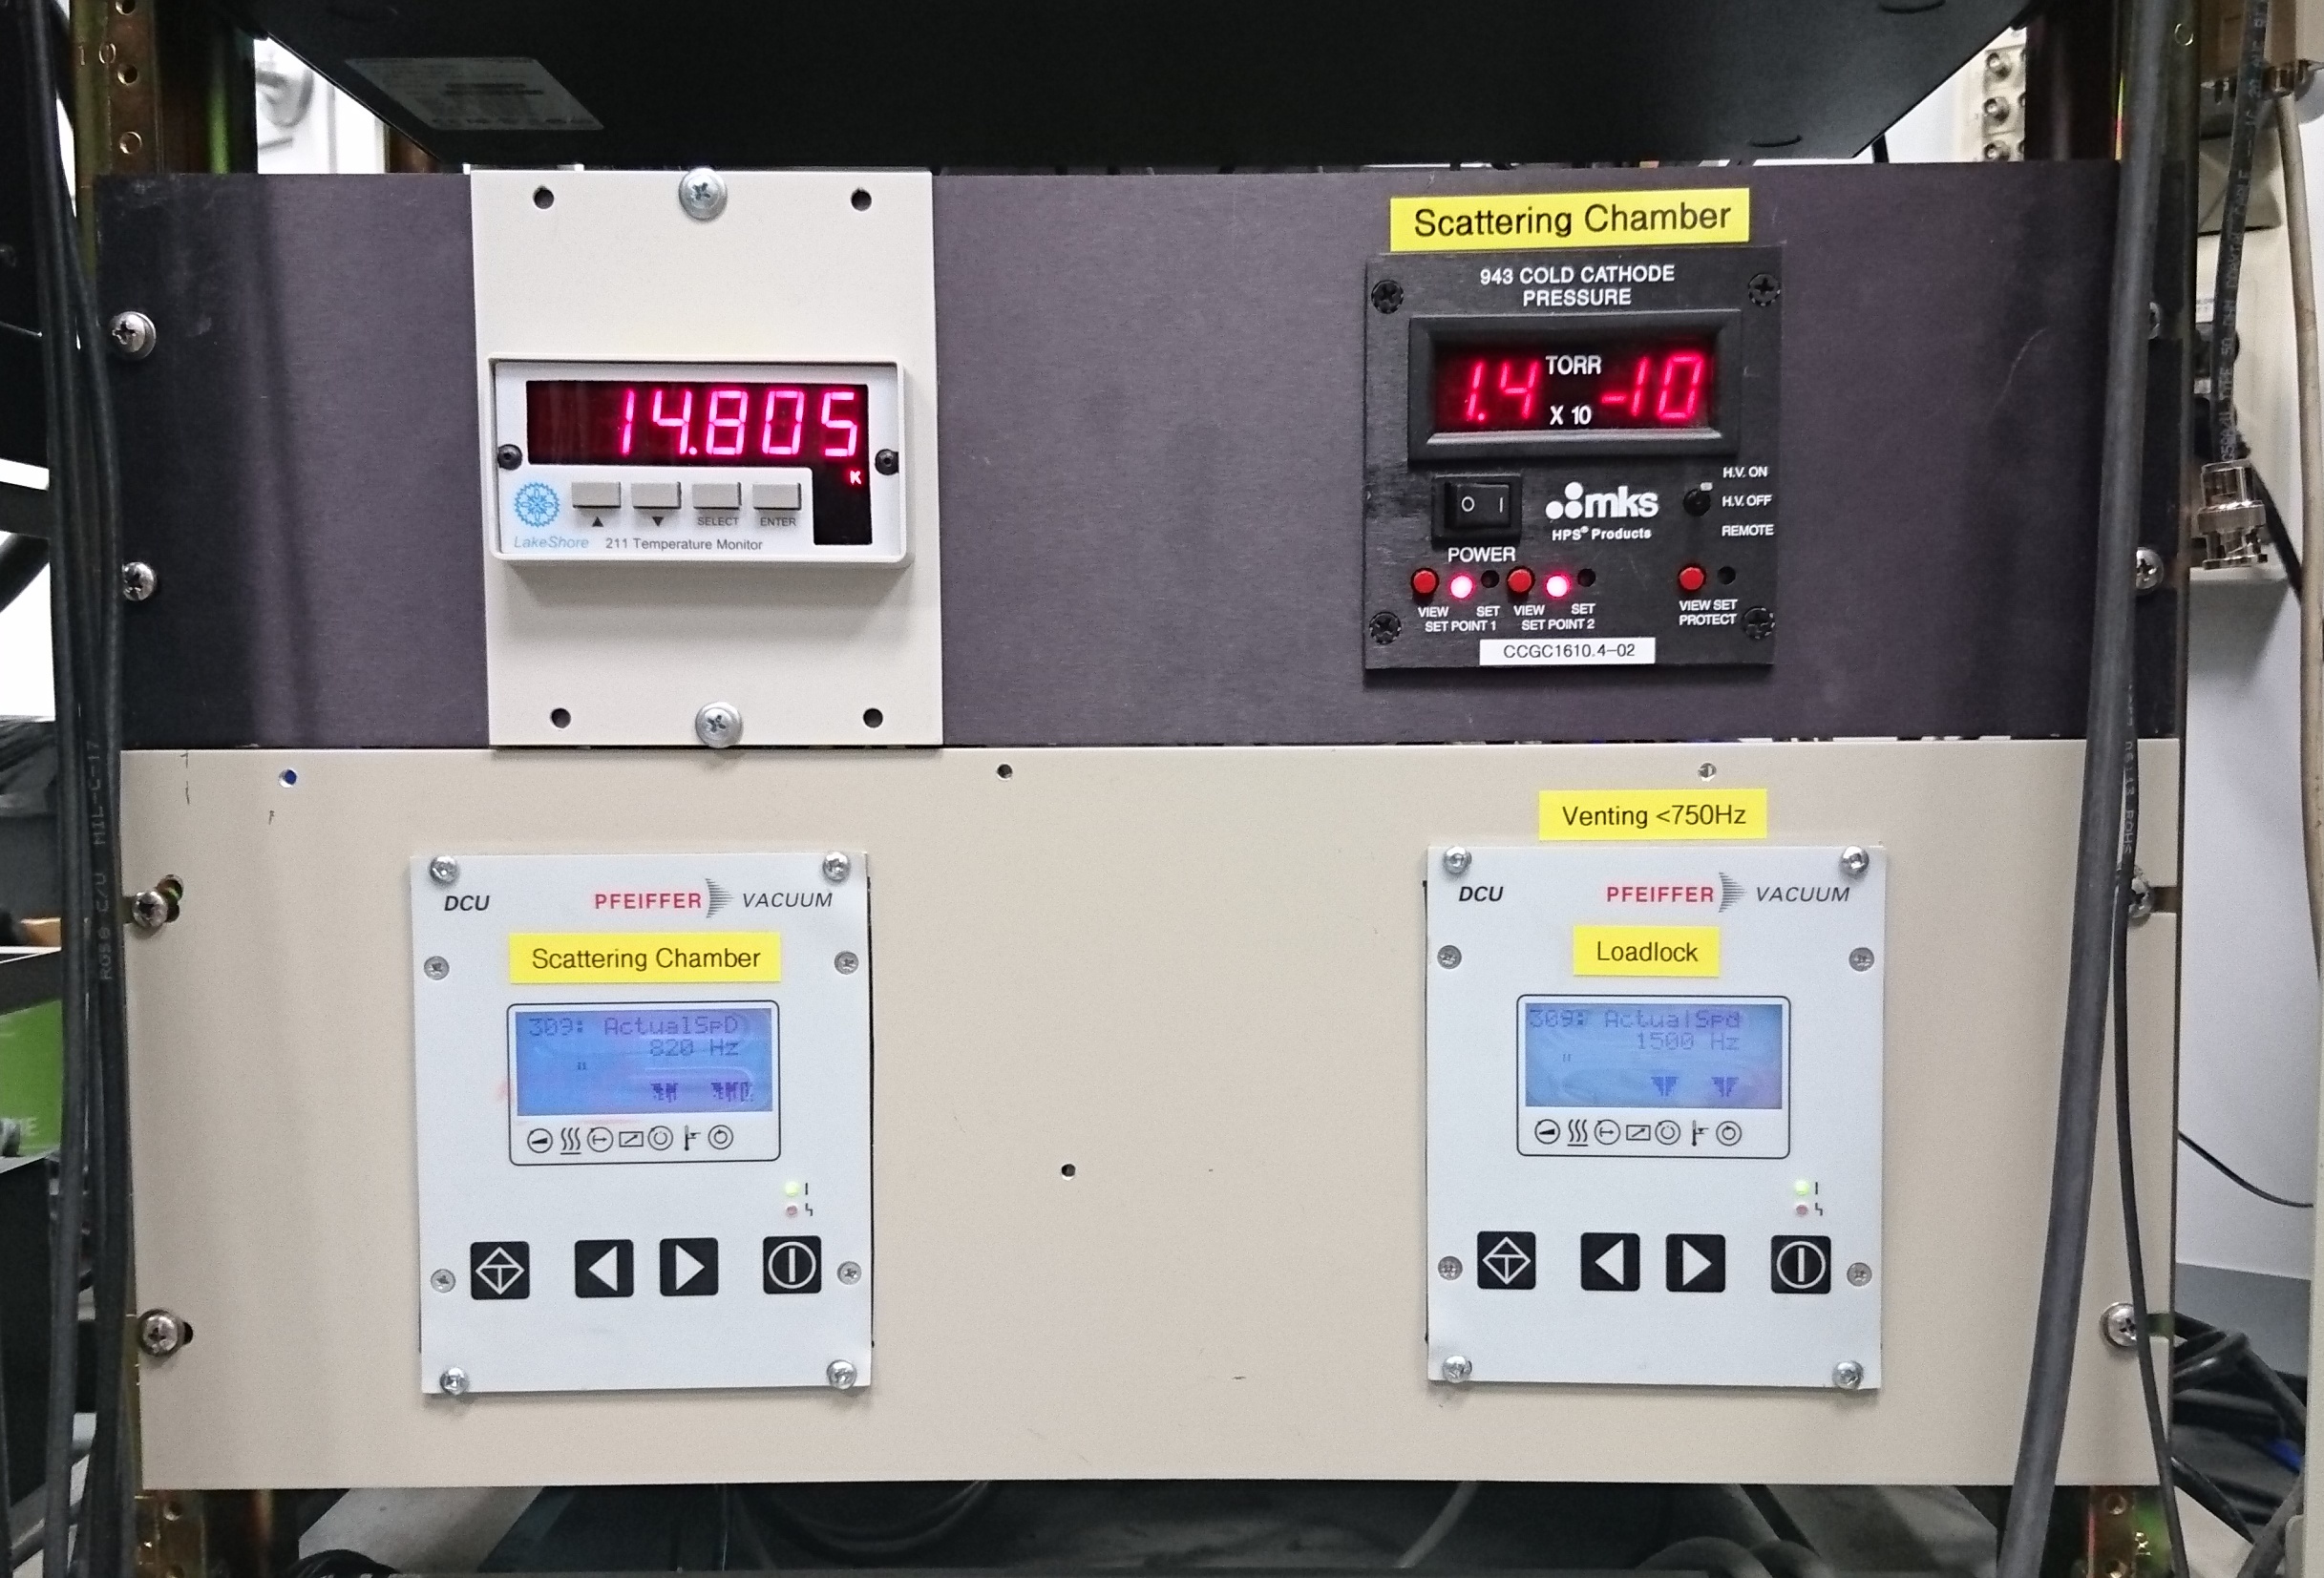 10
14.805
K
SELECT
ENTER
LakeShore
211 Temperature Monitor
Scattering Chamber
943 COLD CATHODE
PRESSURE
TORR
1.4 X 10 -10
H.V. ON
H.V. OFF
REMOTE
O I
mks
HPS® Products
POWER
VIEW SET
SET POINT 1
VIEW SET
SET POINT 2
VIEW SET
PROTECT
CCGC1610.4-02
DCU
PFEIFFER VACUUM
Scattering Chamber
309: ActualSpD
820 Hz
Venting <750Hz
DCU
PFEIFFER VACUUM
Loadlock
309: ActualSpd
1500 Hz